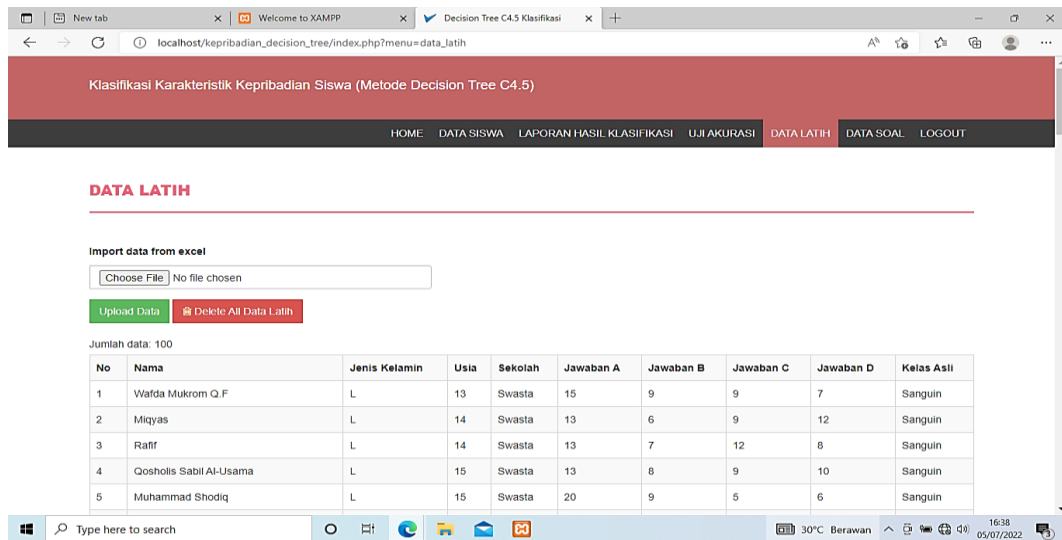 New tab Welcome to XAMPP Decision Tree C4.5 Klasifikasi
localhost/kepribadian_decision_tree/index.php?menu=data_latih
Klasifikasi Karakteristik Kepribadian Siswa (Metode Decision Tree C4.5)
HOME DATA SISWA LAPORAN HASIL KLASIFIKASI UJI AKURASI DATA LATIH DATA SOAL LOGOUT
DATA LATIH
Import data from excel
Choose File No file chosen
Upload Data Delete All Data Latih
Jumlah data: 100
No Nama Jenis Kelamin Usia Sekolah Jawaban A Jawaban B Jawaban C Jawaban D Kelas Asli
1 Wafda Mukrom Q.F L 13 Swasta 15 9 9 7 Sanguin
2 Miqyas L 14 Swasta 13 6 9 12 Sanguin
3 Rafif L 14 Swasta 13 7 12 8 Sanguin
4 Qosholis Sabil Al-Usama L 15 Swasta 13 8 9 10 Sanguin
5 Muhammad Shodiq L 15 Swasta 20 9 5 6 Sanguin
Type here to search 30°C Berawan 16:38
05/07/2022 3